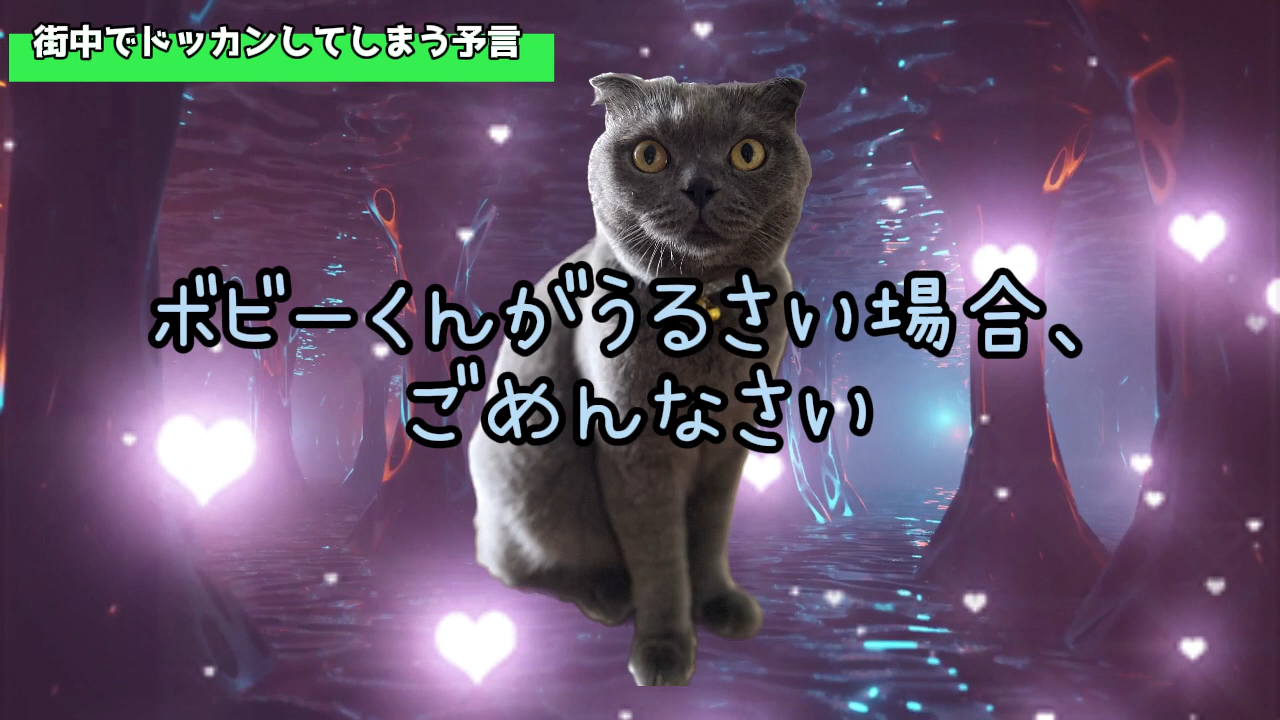 街中でドッカンしてしまう予言
ボビーくんがうるさい場合、
ごめんなさい